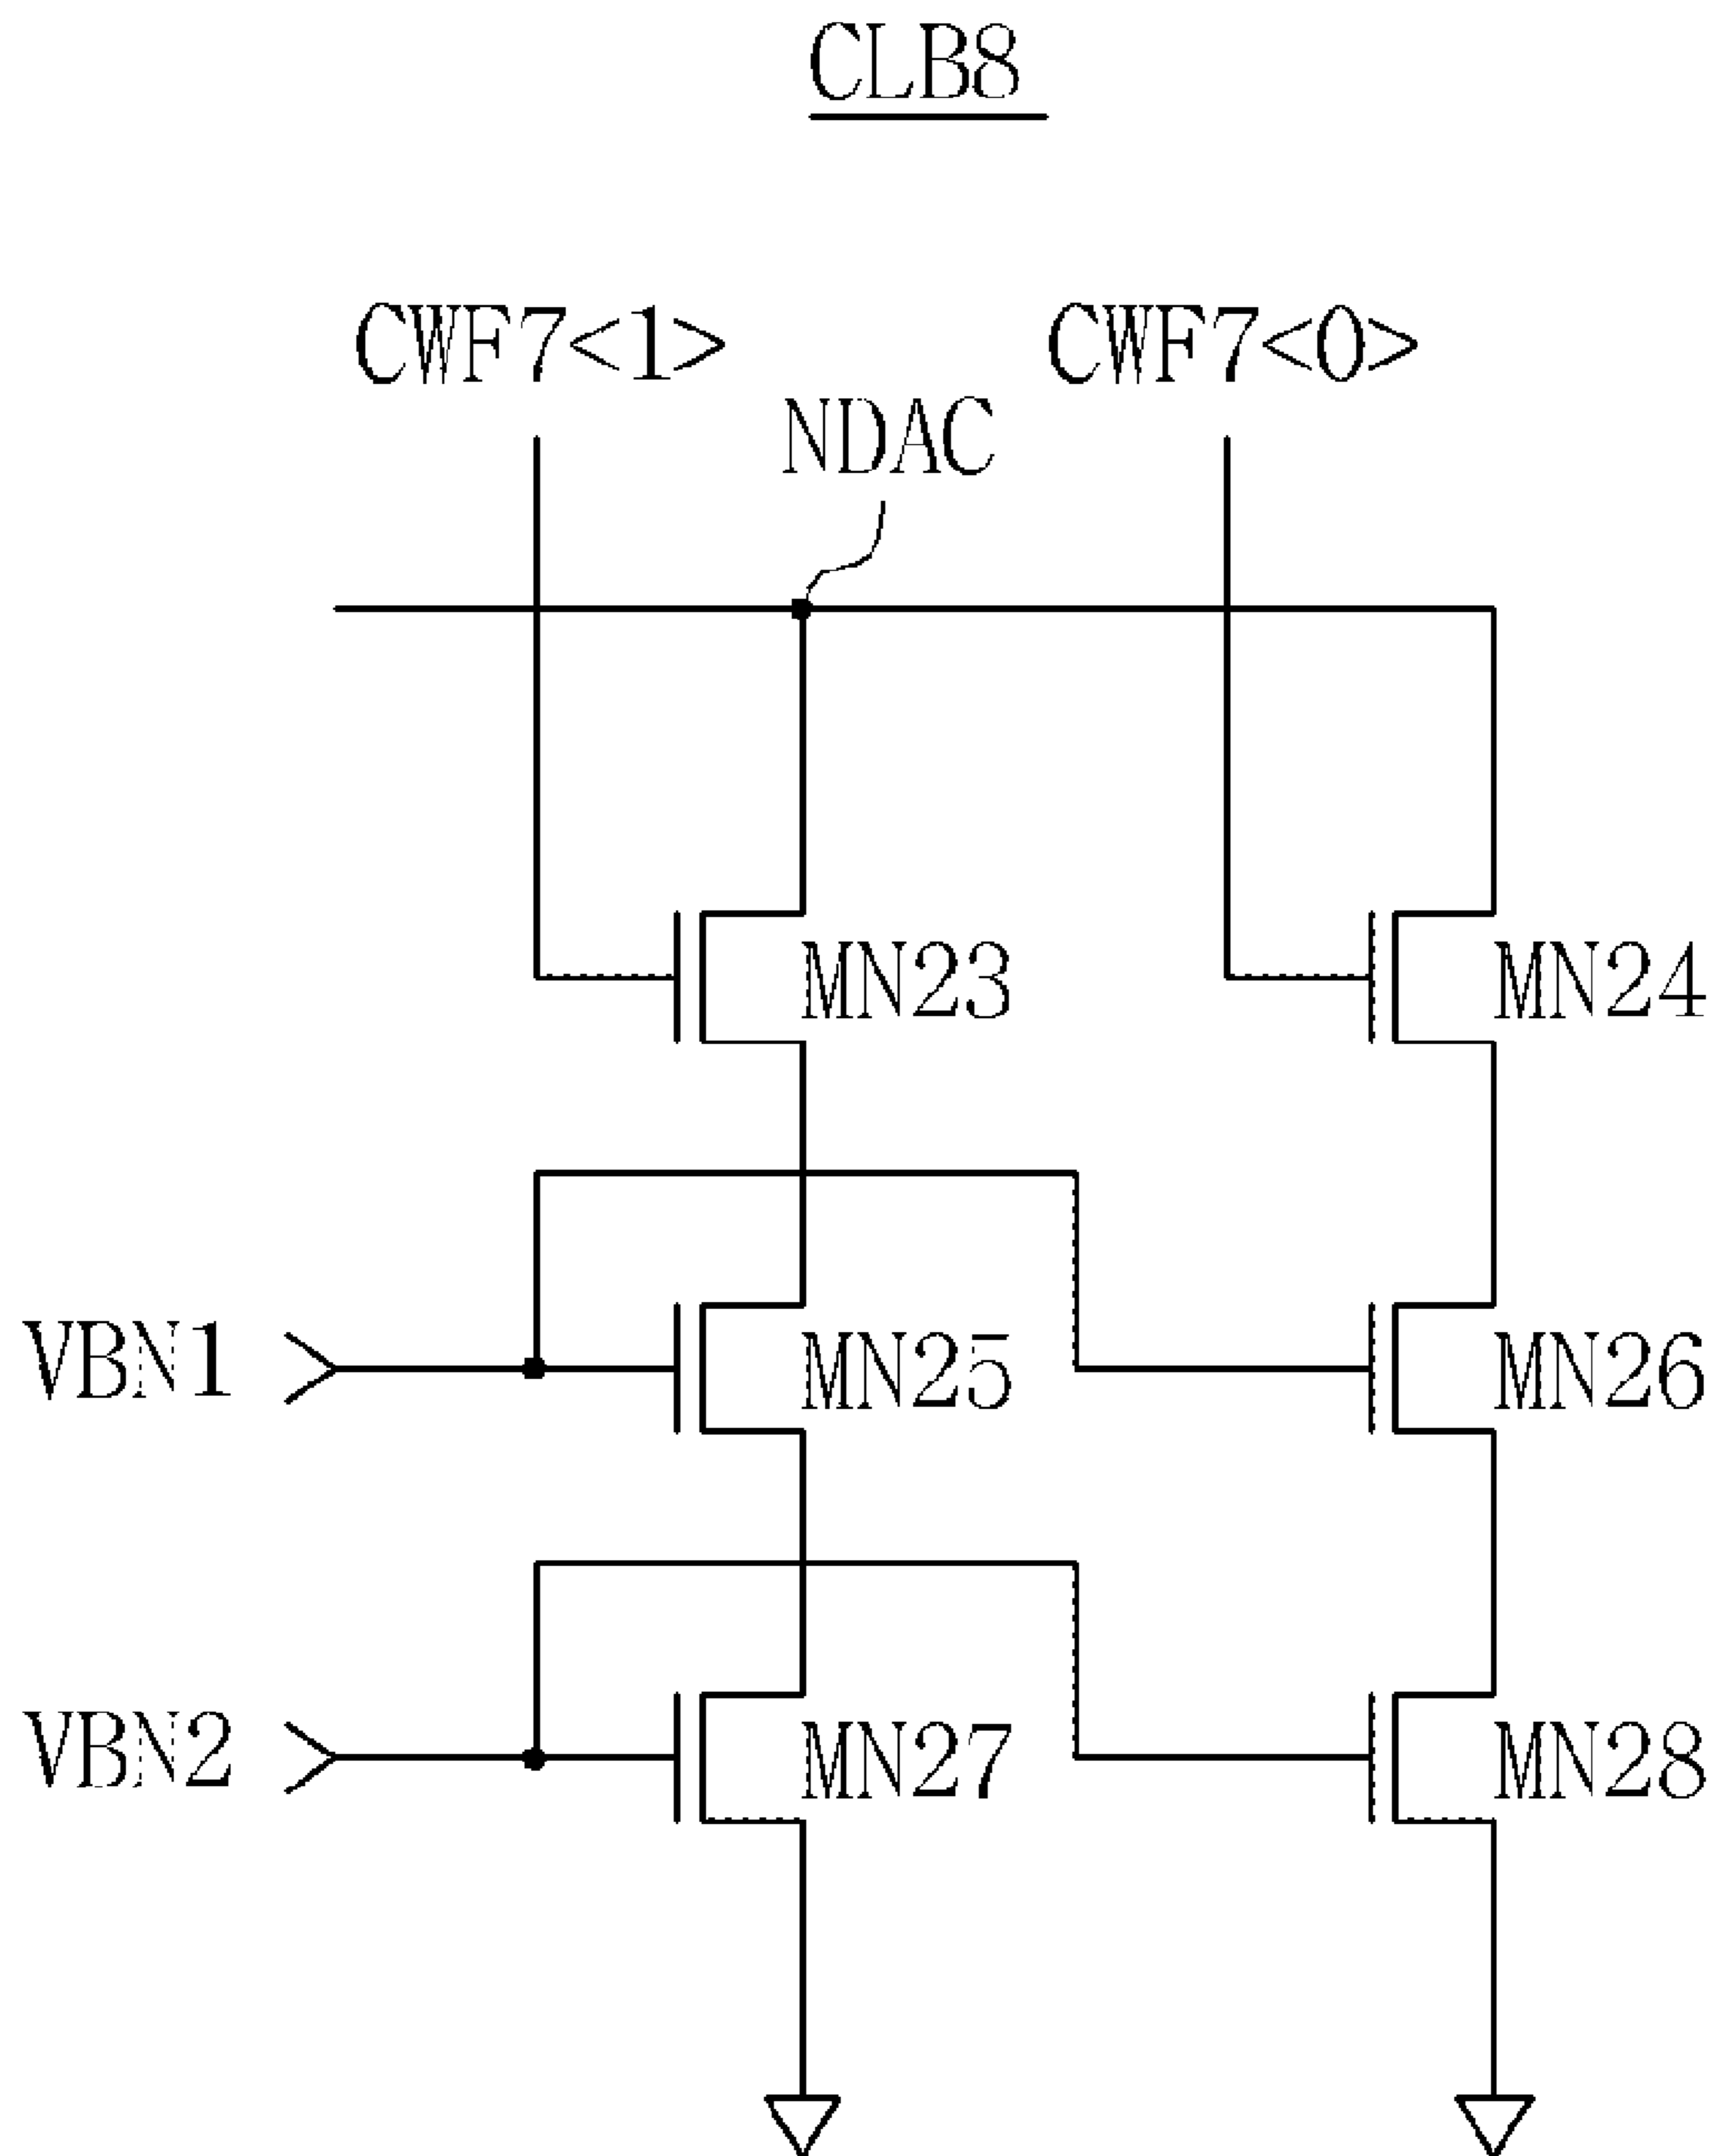 CLB8
CWF7<1> CWF7<0>
NDAC
MN23 MN24
VBN1 MN25 MN26
VBN2 MN27 MN28